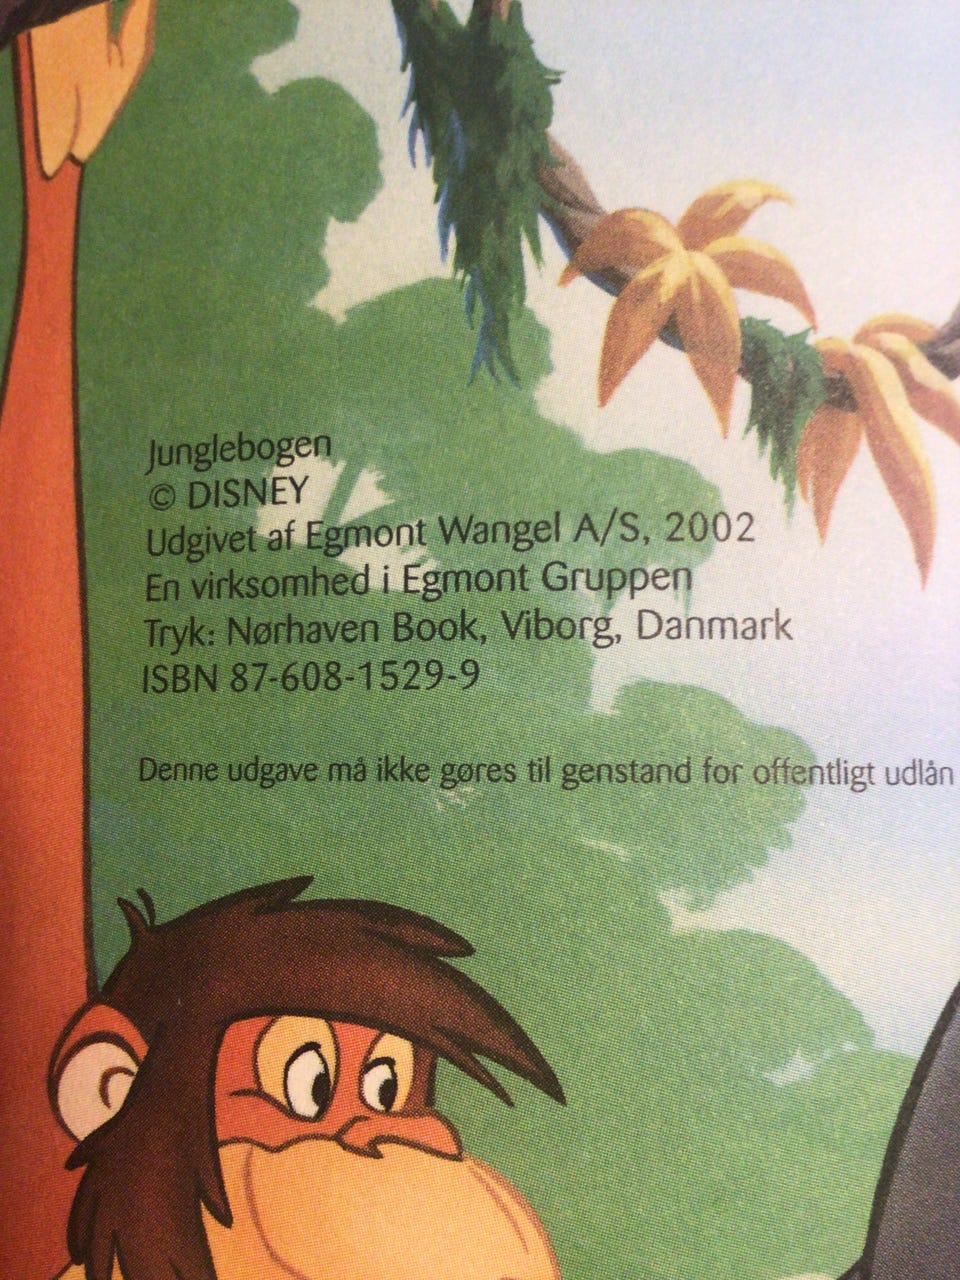 Junglebogen
© DISNEY
Udgivet af Egmont Wangel A/S, 2002
En virksomhed i Egmont Gruppen
Tryk: Nørhaven Book, Viborg, Danmark
ISBN 87-608-1529-9
Denne udgave må ikke gøres til genstand for offentligt udlån